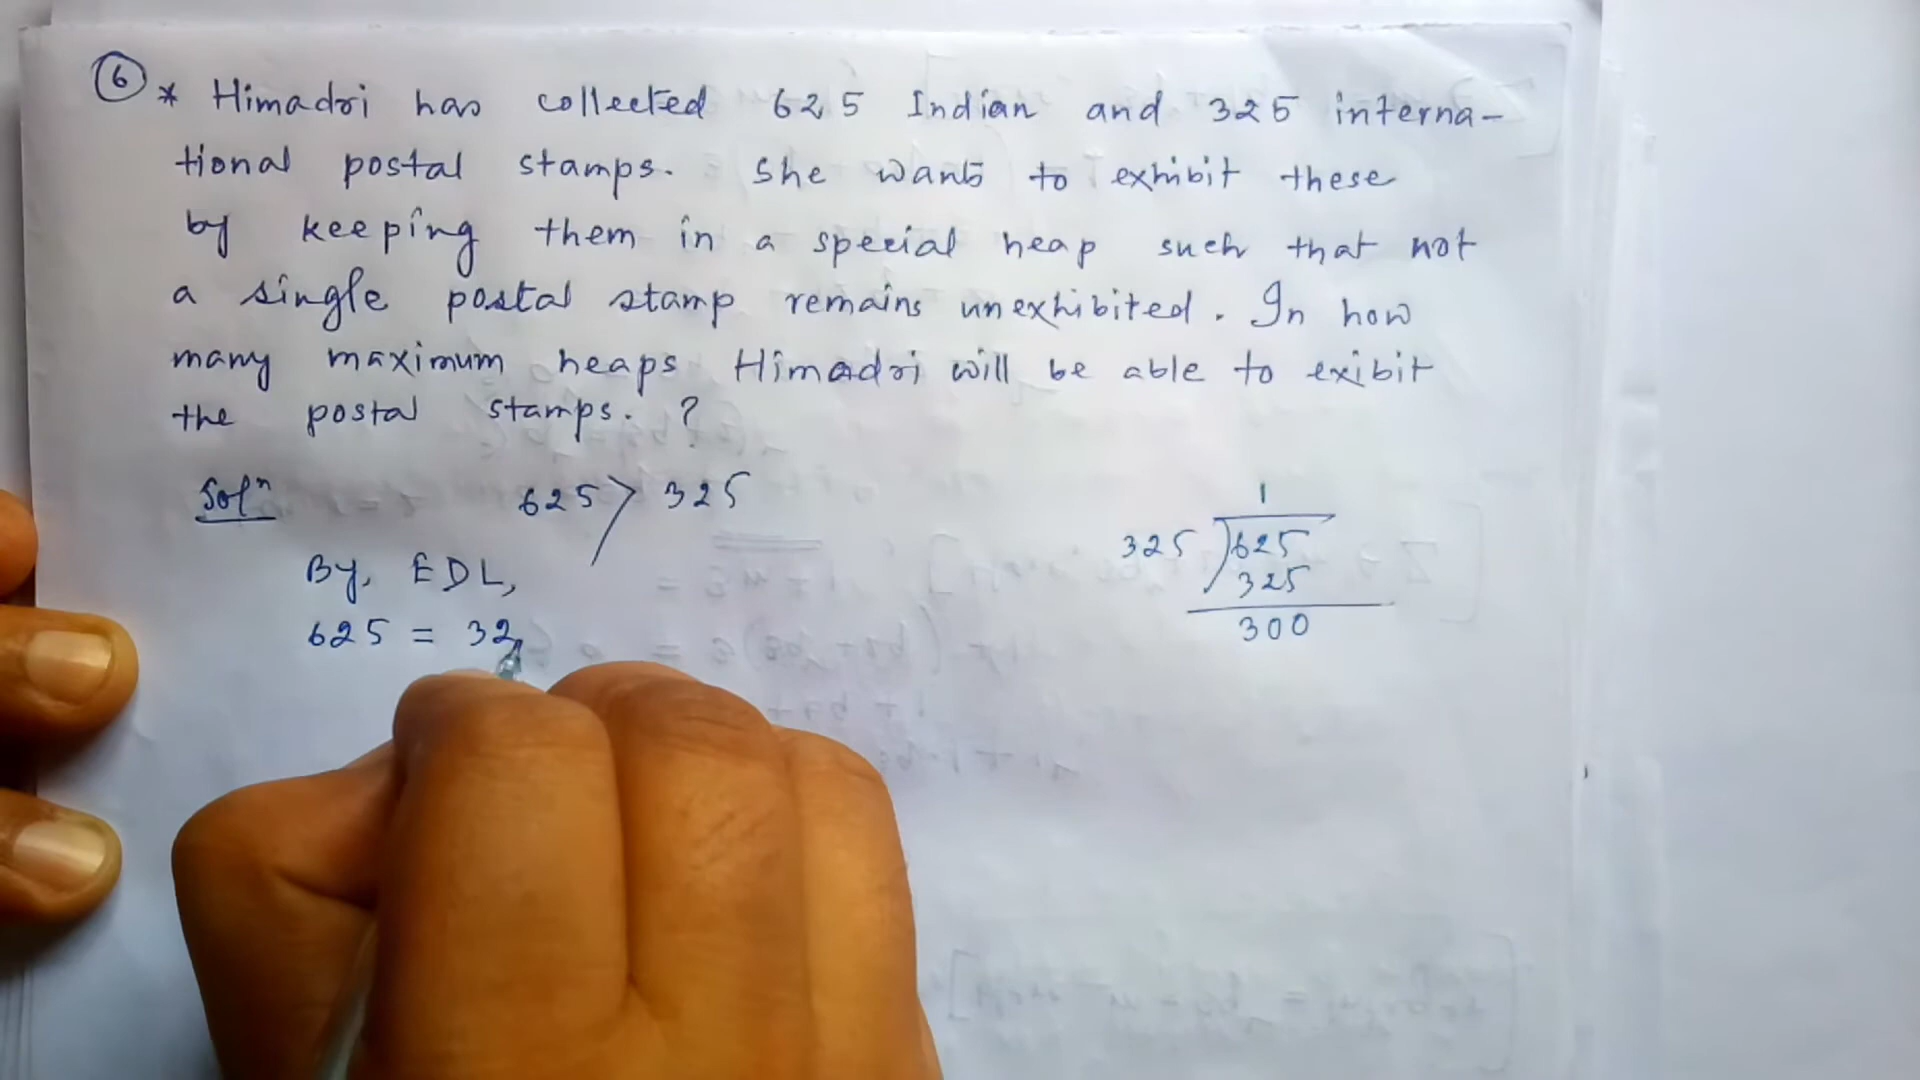 6 * Himadri has collected 625 Indian and 325 interna-
tional postal stamps. She wants to exhibit these
by keeping them in a special heap such that not
a single postal stamp remains unexhibited. In how
many maximum heaps Himadri will be able to exibit
the postal stamps. ?
Solⁿ 625 > 325
By, EDL,
625 = 32
1
325 ) 625
325
300